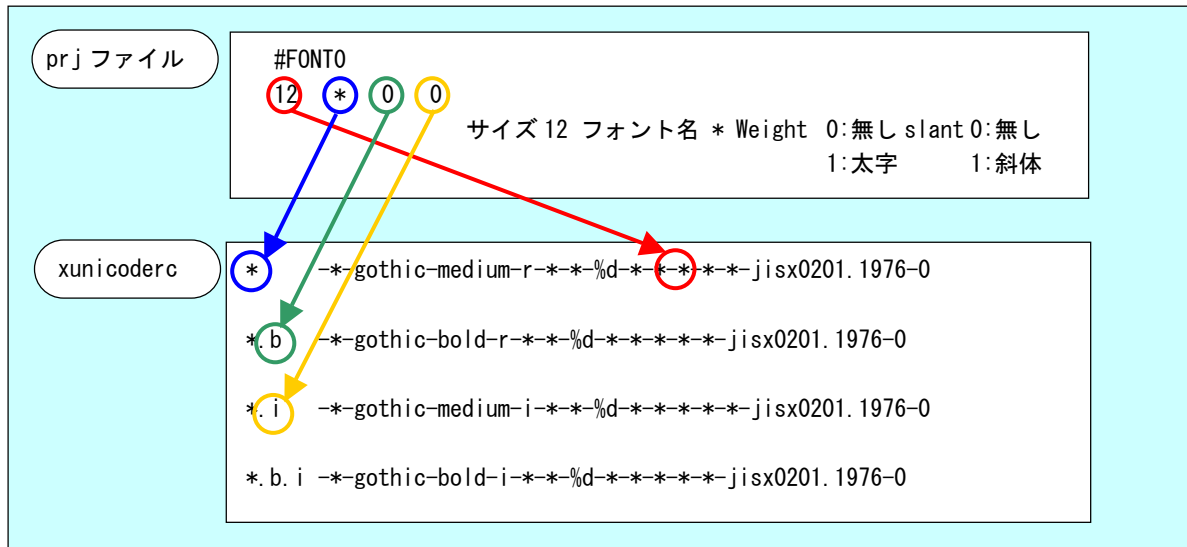 prj ファイル
#FONT0
12 * 0 0
サイズ 12 フォント名 * Weight 0:無し slant 0:無し
1:太字 1:斜体
xunicoderc
* -*-gothic-medium-r-*-*-%d-*-*-*-*-*-jisx0201.1976-0
*.b -*-gothic-bold-r-*-*-%d-*-*-*-*-*-jisx0201.1976-0
*.i -*-gothic-medium-i-*-*-%d-*-*-*-*-*-jisx0201.1976-0
*.b.i -*-gothic-bold-i-*-*-%d-*-*-*-*-*-jisx0201.1976-0